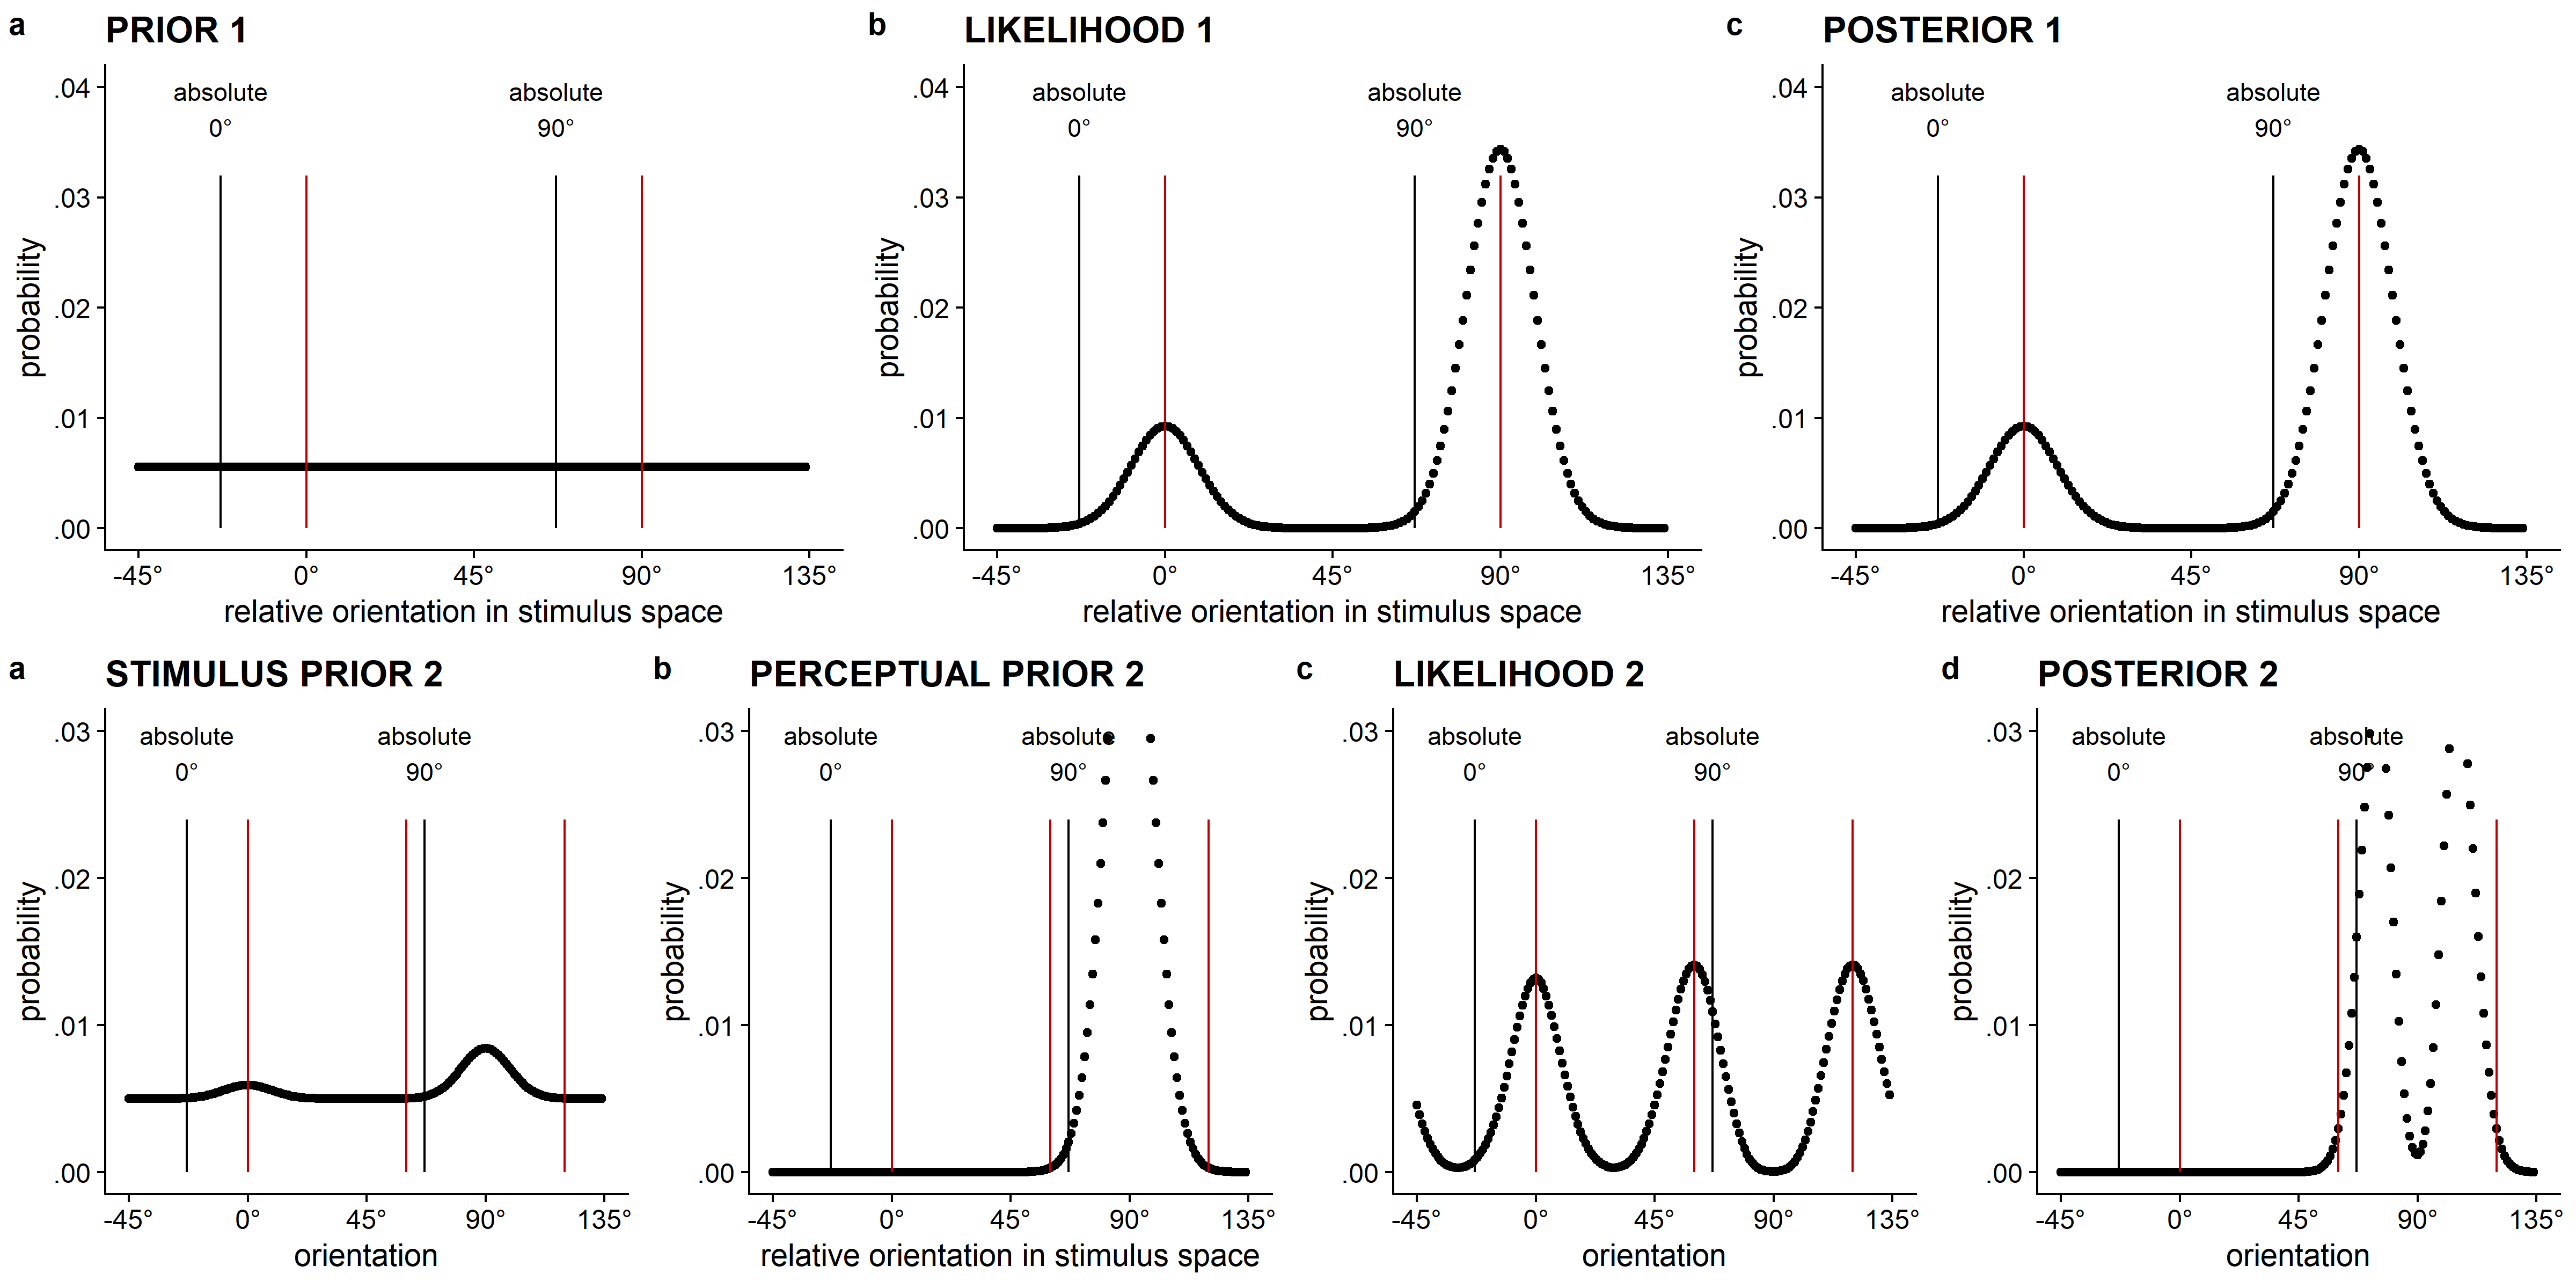 a PRIOR 1
absolute 0°
absolute 90°
.04
.03
.02
.01
.00
probability
-45° 0° 45° 90° 135°
relative orientation in stimulus space
b LIKELIHOOD 1
absolute 0°
absolute 90°
.04
.03
.02
.01
.00
probability
-45° 0° 45° 90° 135°
relative orientation in stimulus space
c POSTERIOR 1
absolute 0°
absolute 90°
.04
.03
.02
.01
.00
probability
-45° 0° 45° 90° 135°
relative orientation in stimulus space
a STIMULUS PRIOR 2
absolute 0°
absolute 90°
.03
.02
.01
.00
probability
-45° 0° 45° 90° 135°
orientation
b PERCEPTUAL PRIOR 2
absolute 0°
absolute 90°
.03
.02
.01
.00
probability
-45° 0° 45° 90° 135°
relative orientation in stimulus space
c LIKELIHOOD 2
absolute 0°
absolute 90°
.03
.02
.01
.00
probability
-45° 0° 45° 90° 135°
orientation
d POSTERIOR 2
absolute 0°
absolute 90°
.03
.02
.01
.00
probability
-45° 0° 45° 90° 135°
orientation